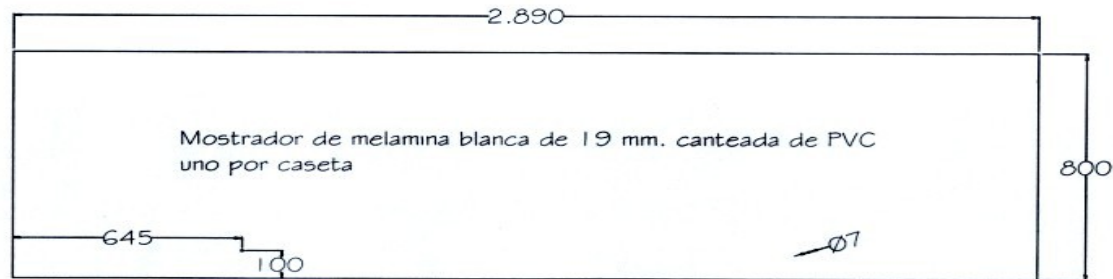 2.890
Mostrador de melamina blanca de 19 mm. canteada de PVC
uno por caseta
800
645
Ø7
100